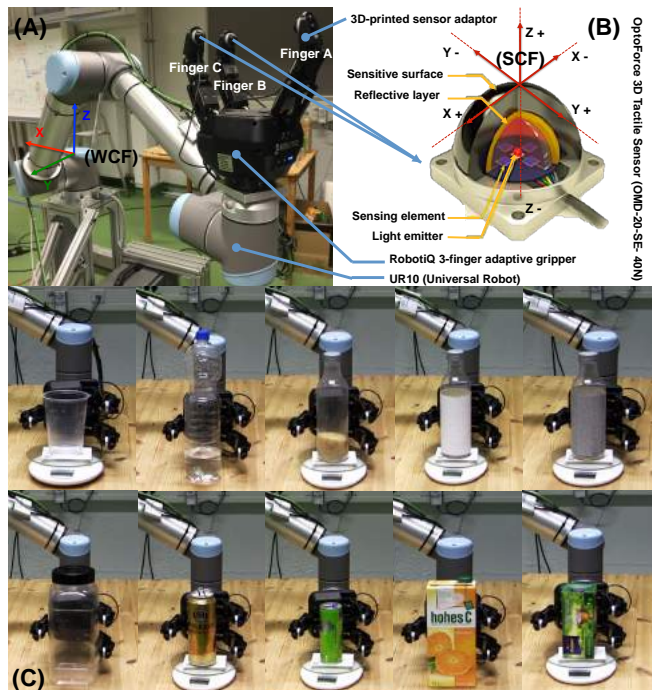 (A)
3D-printed sensor adaptor
Finger A
Finger C
Finger B
Z
X
(WCF)
Y
RobotiQ 3-finger adaptive gripper
UR10 (Universal Robot)
(B)
Z +
(SCF)
Y -
X -
Sensitive surface
Reflective layer
X +
Y +
Z -
Sensing element
Light emitter
OptoForce 3D Tactile Sensor (OMD-20-SE- 40N)
hohes C
(C)